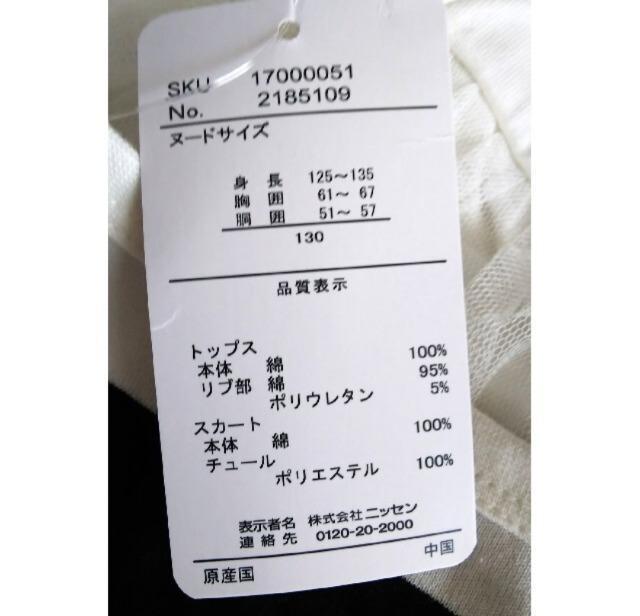 SKU 17000051
No. 2185109
ヌードサイズ
身長 125～135
胸囲 61～ 67
胴囲 51～ 57
130
品質表示
トップス
本体 綿 100%
リブ部 綿 95%
ポリウレタン 5%
スカート
本体 綿 100%
チュール
ポリエステル 100%
表示者名 株式会社ニッセン
連絡先 0120-20-2000
原産国 中国